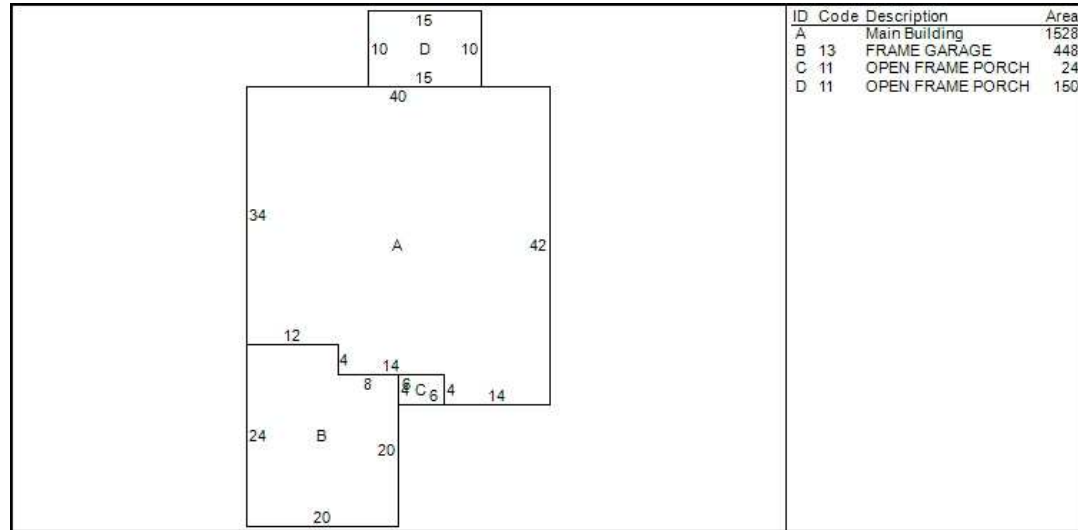 15
10 D 10
15
40
34
A
42
12
4
14
8
6
4 C 6 4
14
24
B
20
20
ID Code Description Area
A Main Building 1528
B 13 FRAME GARAGE 448
C 11 OPEN FRAME PORCH 24
D 11 OPEN FRAME PORCH 150